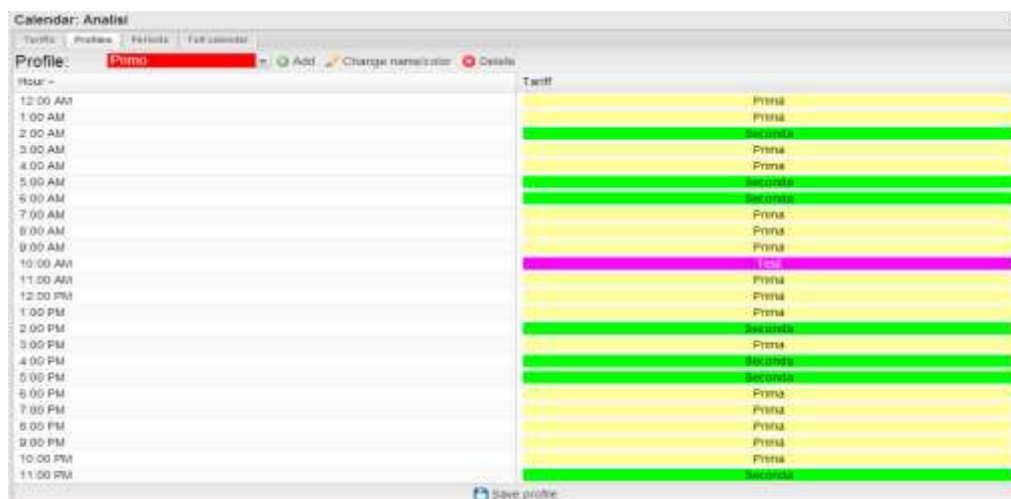 Calendar: Analisi
Tariffs Profiles Periods Full calendar
Profile: Primo Add Change name/color Delete
Hour Tariff
12:00 AM Prima
1:00 AM Prima
2:00 AM Seconda
3:00 AM Prima
4:00 AM Prima
5:00 AM Seconda
6:00 AM Seconda
7:00 AM Prima
8:00 AM Prima
9:00 AM Prima
10:00 AM Test
11:00 AM Prima
12:00 PM Prima
1:00 PM Prima
2:00 PM Seconda
3:00 PM Prima
4:00 PM Seconda
5:00 PM Seconda
6:00 PM Prima
7:00 PM Prima
8:00 PM Prima
9:00 PM Prima
10:00 PM Prima
11:00 PM Seconda
Save profile